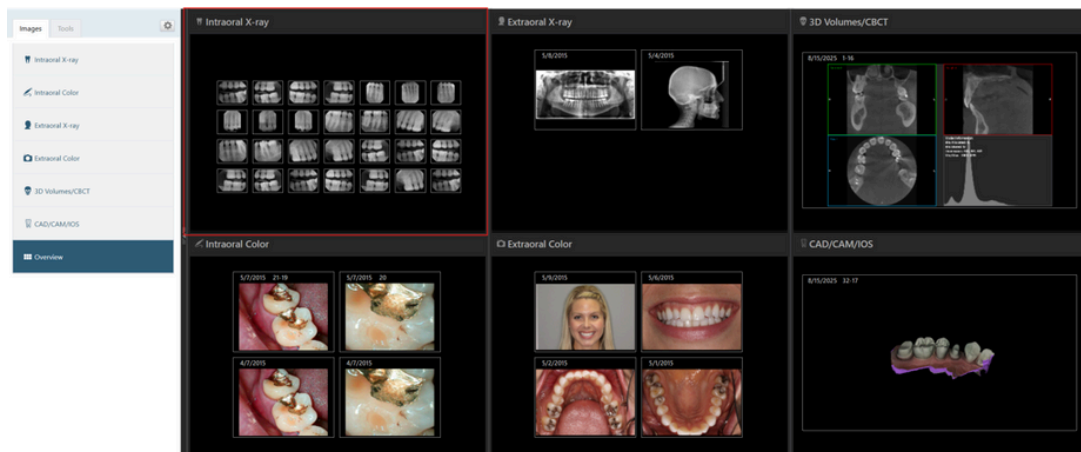 Images
Tools
Intraoral X-ray
Intraoral Color
Extraoral X-ray
Extraoral Color
3D Volumes/CBCT
CAD/CAM/IOS
Overview
Intraoral X-ray
Extraoral X-ray
5/8/2015
5/4/2015
3D Volumes/CBCT
8/15/2025 1-16
Intraoral Color
5/7/2015 21-19
5/7/2015 20
4/7/2015
4/7/2015
Extraoral Color
5/9/2015
5/6/2015
5/2/2015
5/1/2015
CAD/CAM/IOS
8/15/2025 32-17